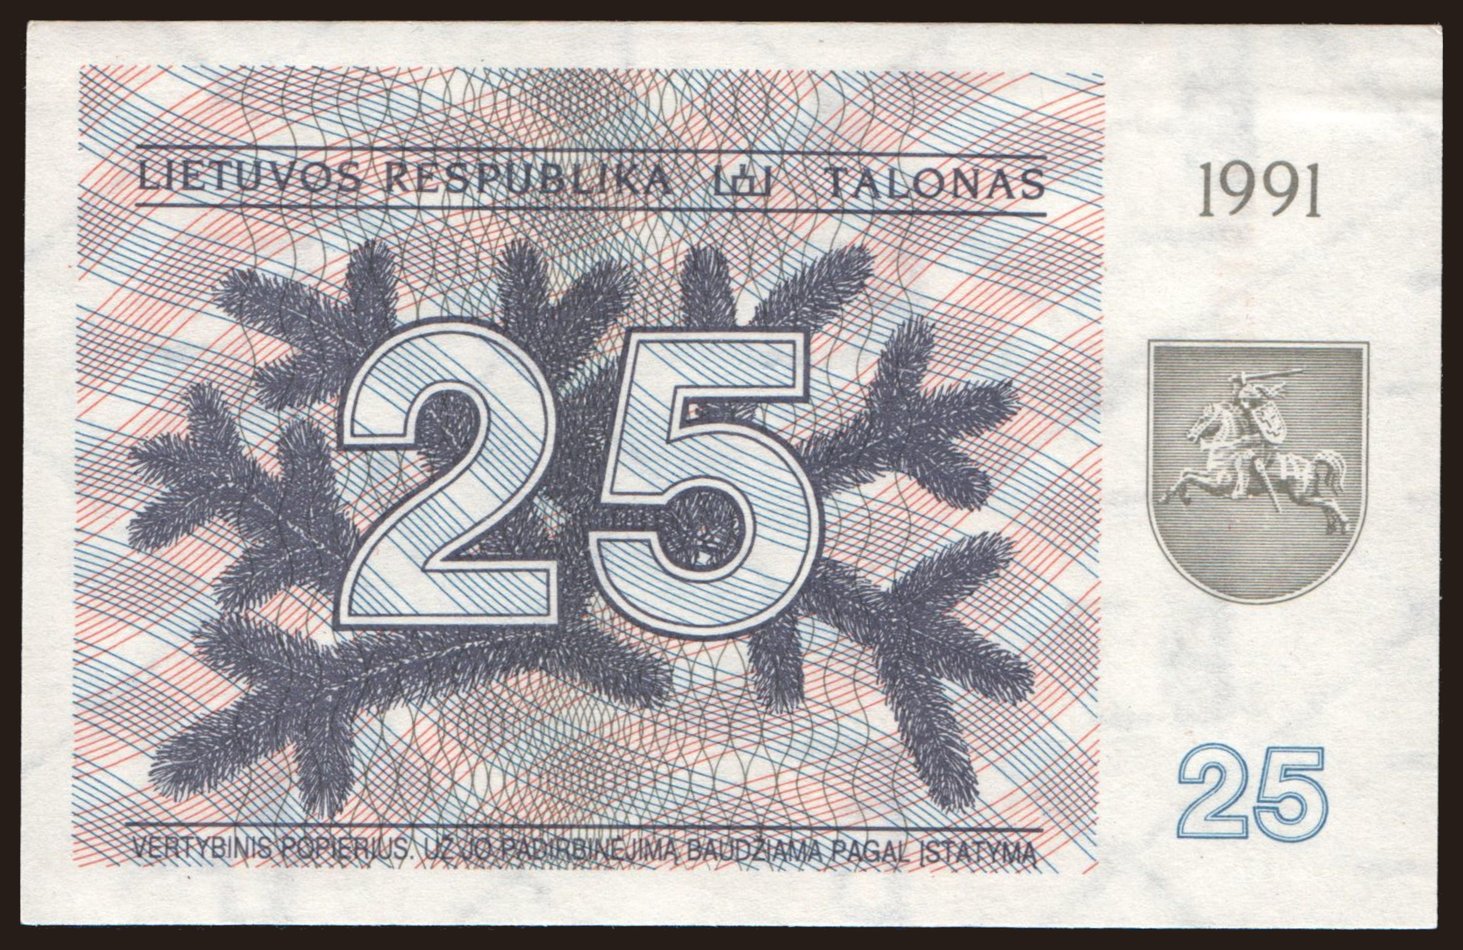 LIETUVOS RESPUBLIKA TALONAS
1991
25
25
VERTYBINIS POPIERIUS. UŽ JO PADIRBINĖJIMĄ BAUDŽIAMA PAGAL ĮSTATYMĄ